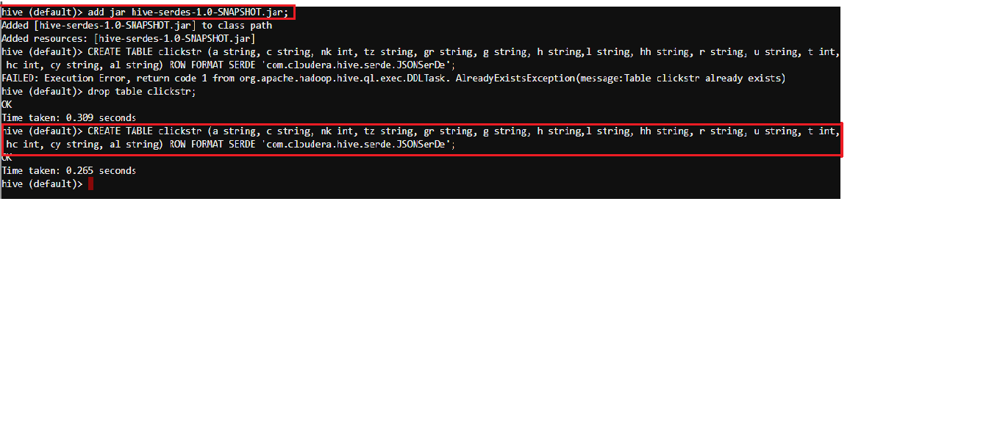 hive (default)> add jar hive-serdes-1.0-SNAPSHOT.jar;
Added [hive-serdes-1.0-SNAPSHOT.jar] to class path
Added resources: [hive-serdes-1.0-SNAPSHOT.jar]
hive (default)> CREATE TABLE clickstr (a string, c string, nk int, tz string, gr string, g string, h string,l string, hh string, r string, u string, t int,
hc int, cy string, al string) ROW FORMAT SERDE 'com.cloudera.hive.serde.JSONSerDe';
FAILED: Execution Error, return code 1 from org.apache.hadoop.hive.ql.exec.DDLTask. AlreadyExistsException(message:Table clickstr already exists)
hive (default)> drop table clickstr;
OK
Time taken: 0.309 seconds
hive (default)> CREATE TABLE clickstr (a string, c string, nk int, tz string, gr string, g string, h string,l string, hh string, r string, u string, t int,
hc int, cy string, al string) ROW FORMAT SERDE 'com.cloudera.hive.serde.JSONSerDe';
OK
Time taken: 0.265 seconds
hive (default)>